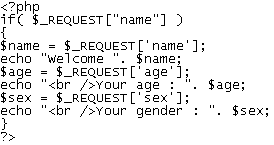 <?php
if( $_REQUEST["name"] )
{
$name = $_REQUEST['name'];
echo "Welcome ". $name;
$age = $_REQUEST['age'];
echo "<br />Your age : ". $age;
$sex = $_REQUEST['sex'];
echo "<br />Your gender : ". $sex;
}
?>